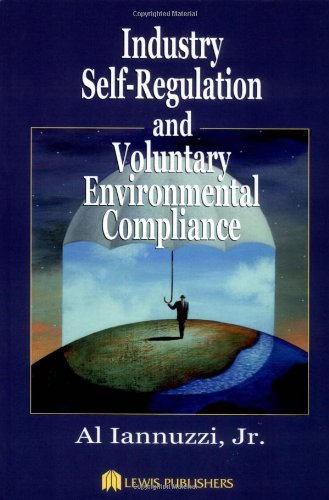 Industry
Self-Regulation
and
Voluntary
Environmental
Compliance
Al Iannuzzi, Jr.
LEWIS PUBLISHERS